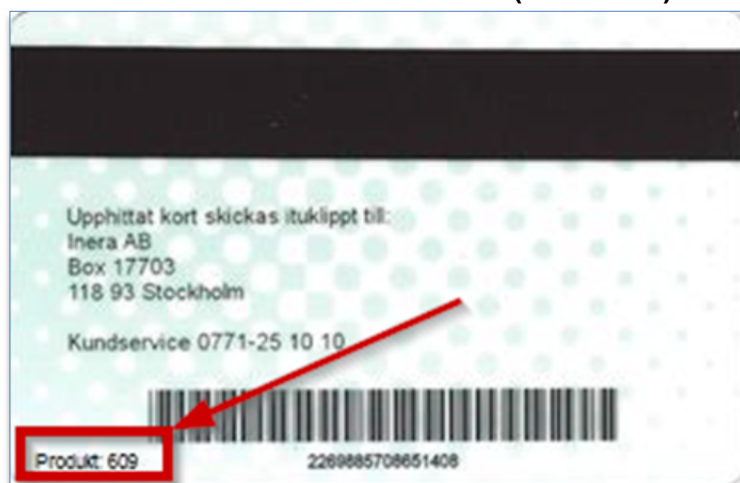 Upphittat kort skickas ituklippt till:
Inera AB
Box 17703
118 93 Stockholm
Kundservice 0771-25 10 10
Produkt: 609
2269885708651408